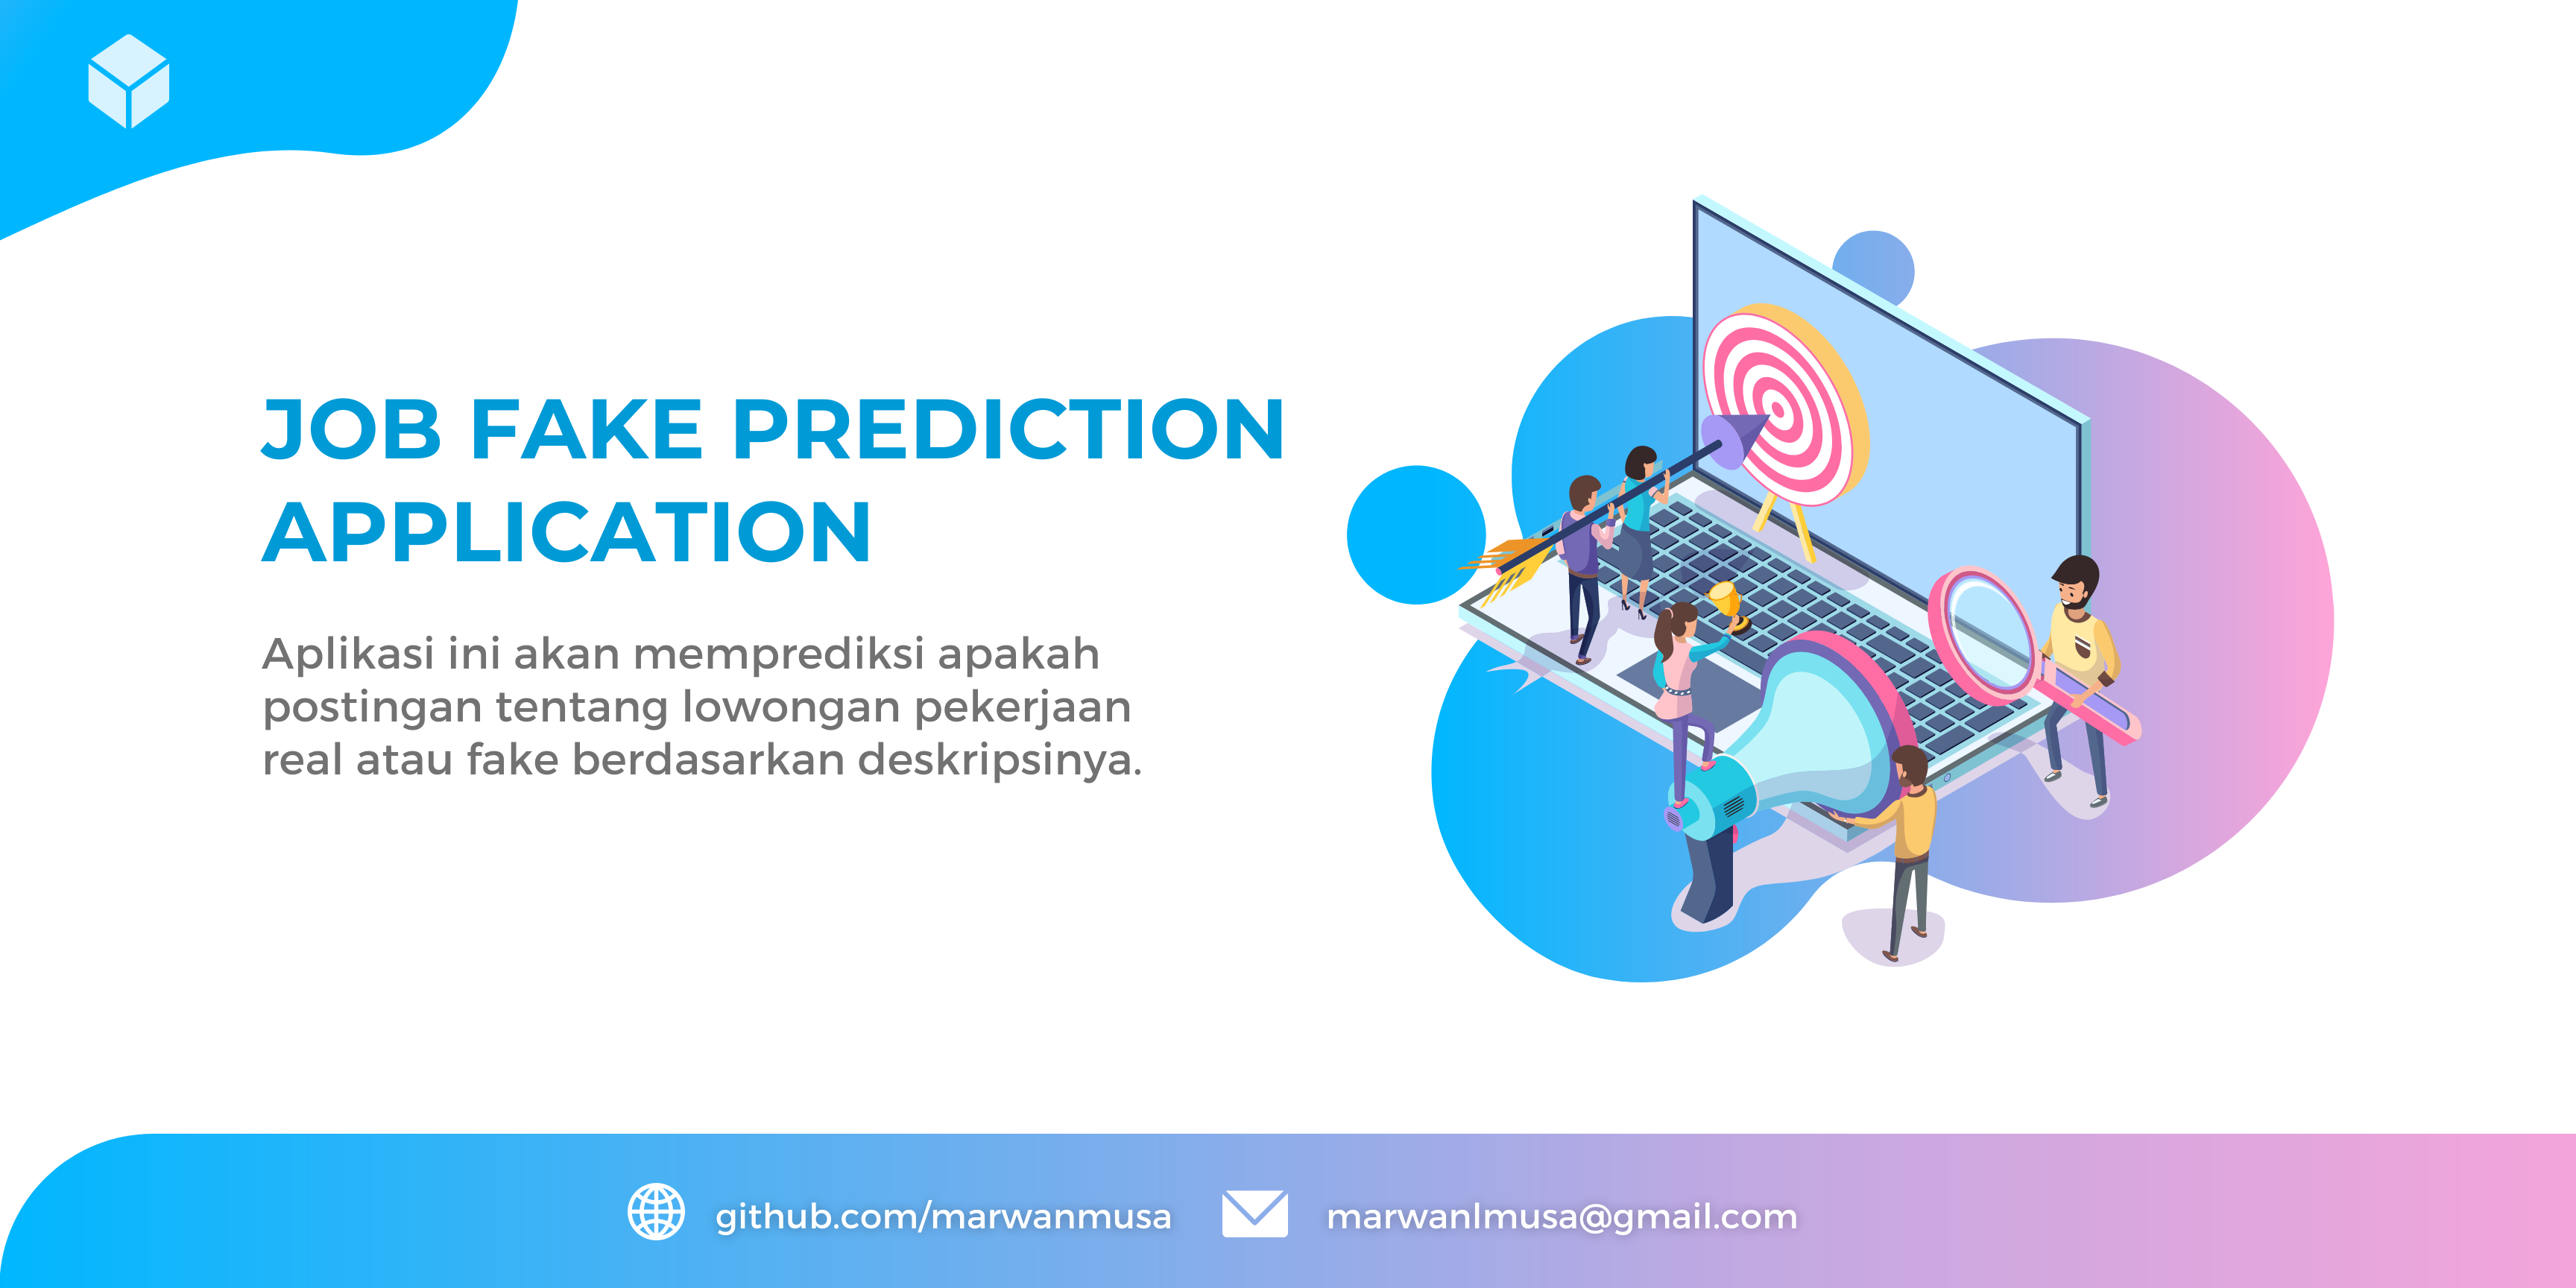 JOB FAKE PREDICTION
APPLICATION
Aplikasi ini akan memprediksi apakah
postingan tentang lowongan pekerjaan
real atau fake berdasarkan deskripsinya.
github.com/marwanmusa
marwanlmusa@gmail.com